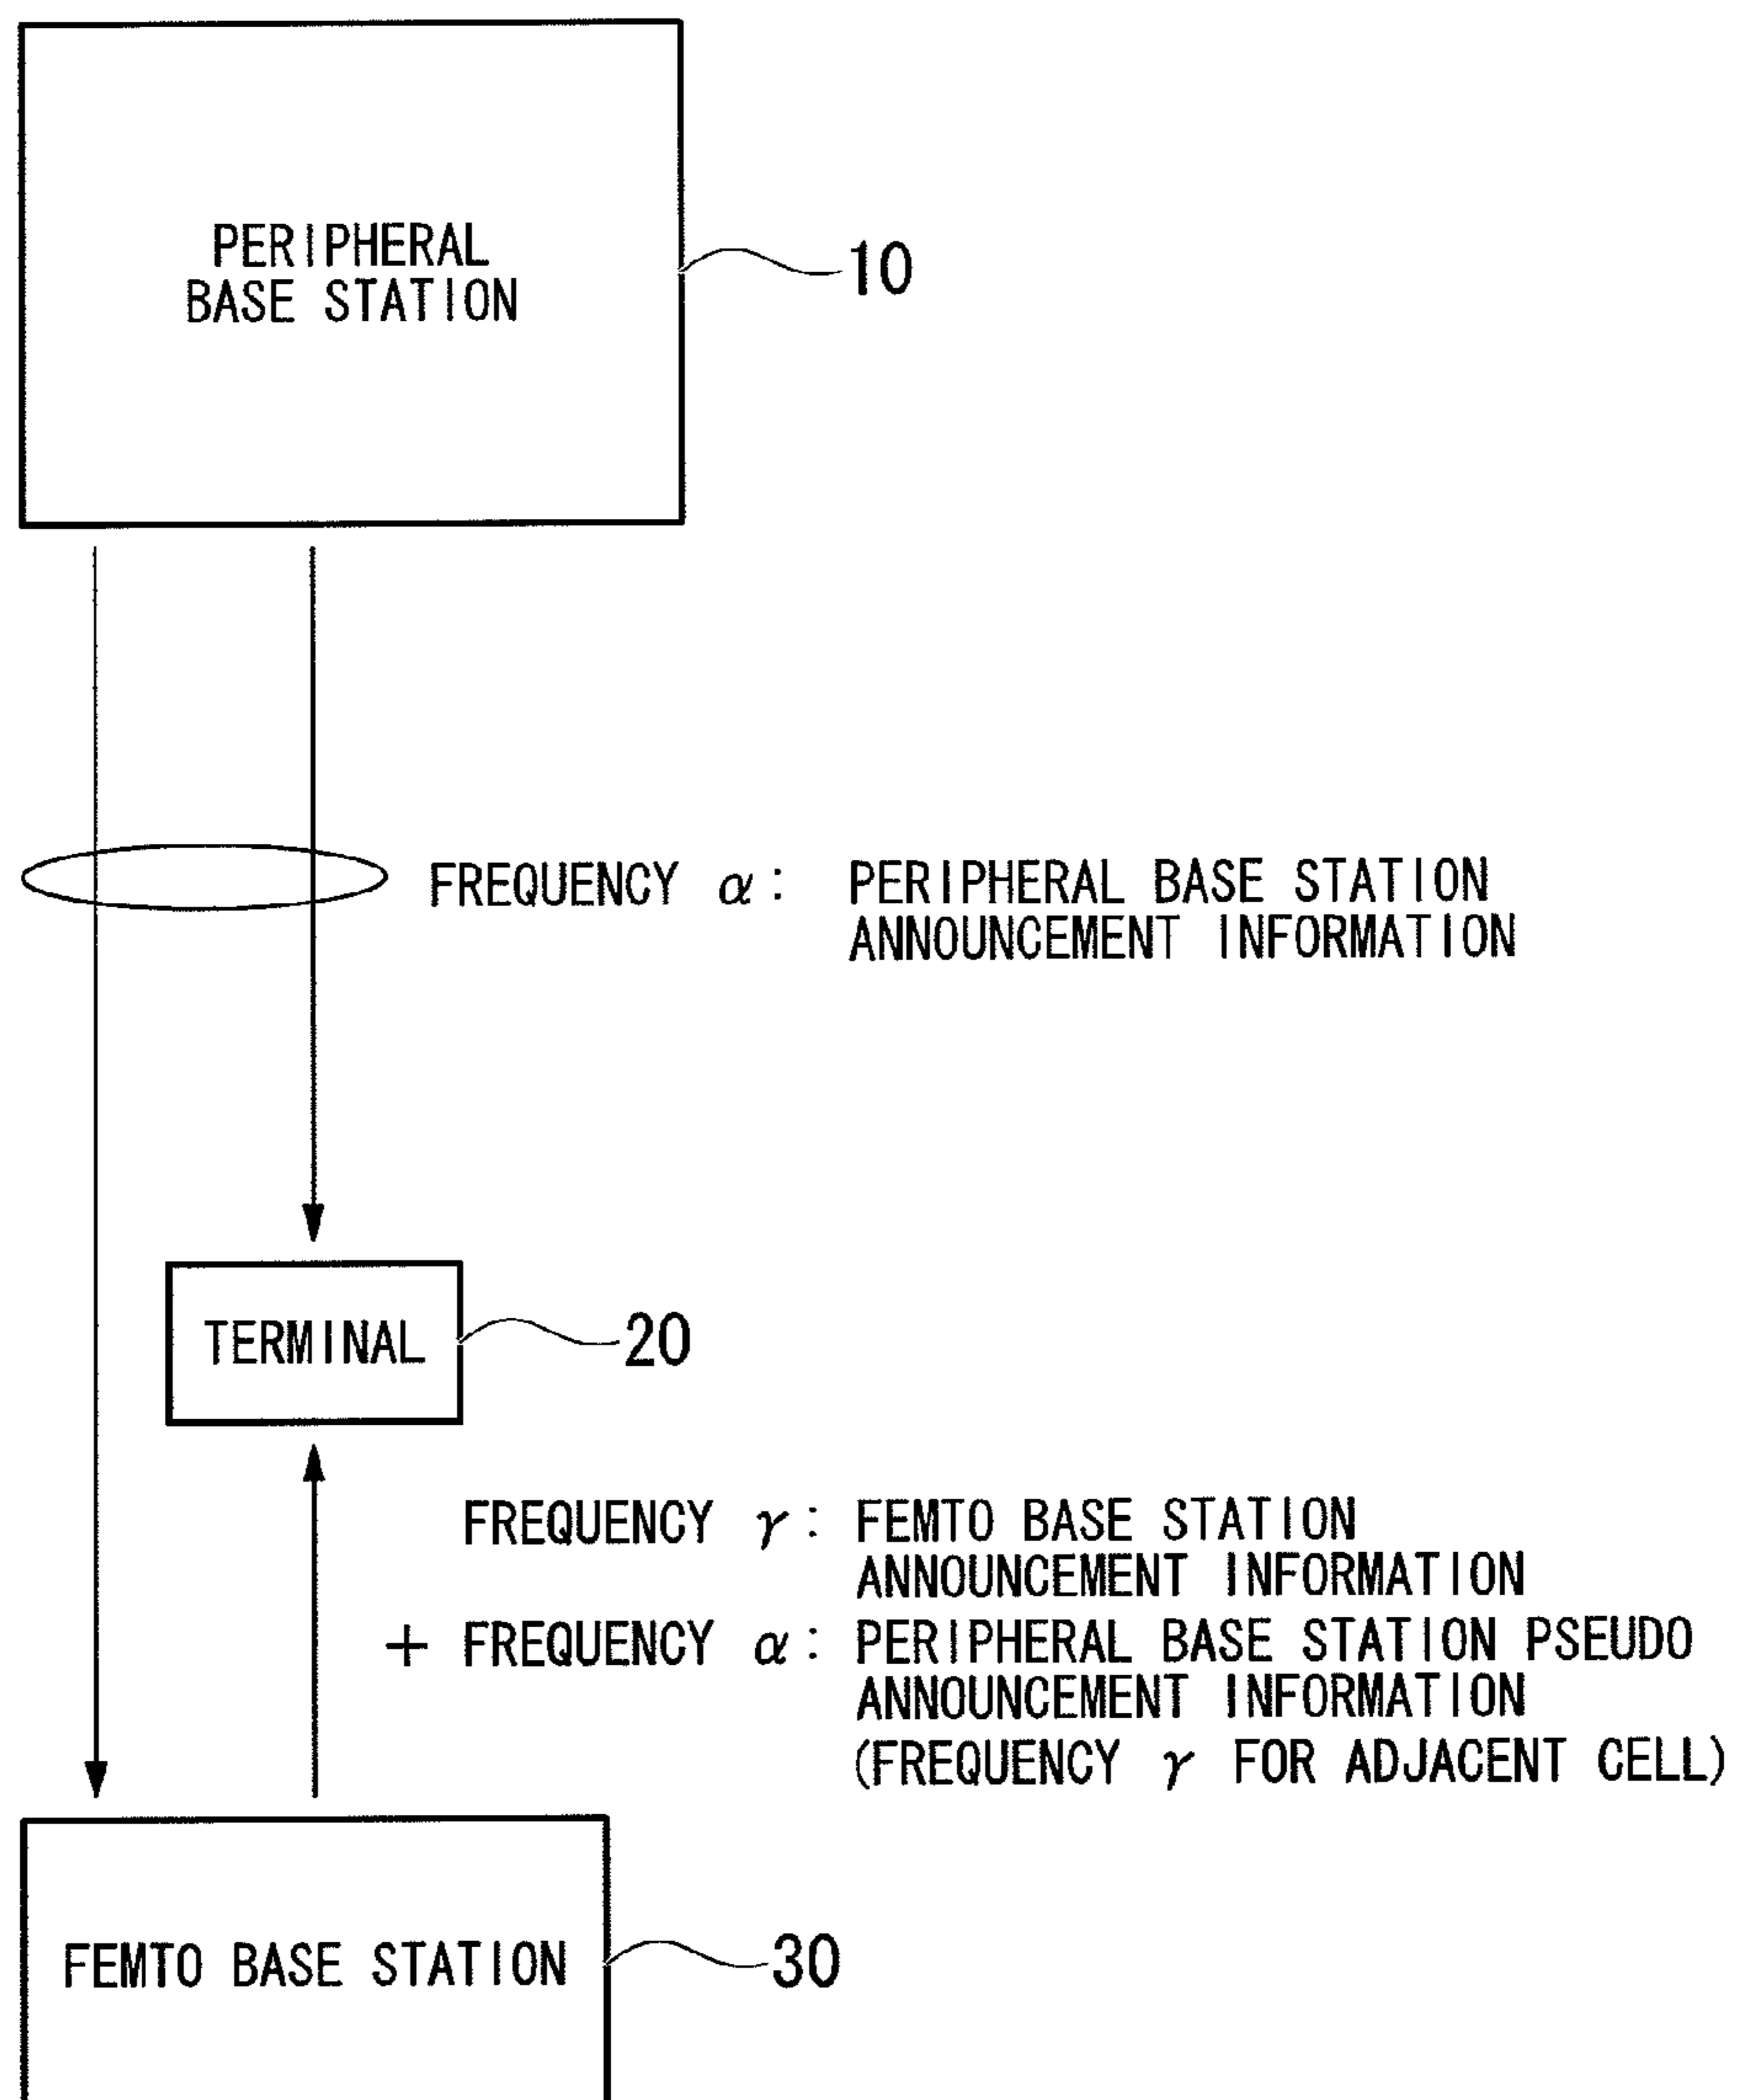 PERIPHERAL
BASE STATION
10
FREQUENCY α: PERIPHERAL BASE STATION
ANNOUNCEMENT INFORMATION
TERMINAL
20
FREQUENCY γ: FEMTO BASE STATION
ANNOUNCEMENT INFORMATION
+ FREQUENCY α: PERIPHERAL BASE STATION PSEUDO
ANNOUNCEMENT INFORMATION
(FREQUENCY γ FOR ADJACENT CELL)
FEMTO BASE STATION
30